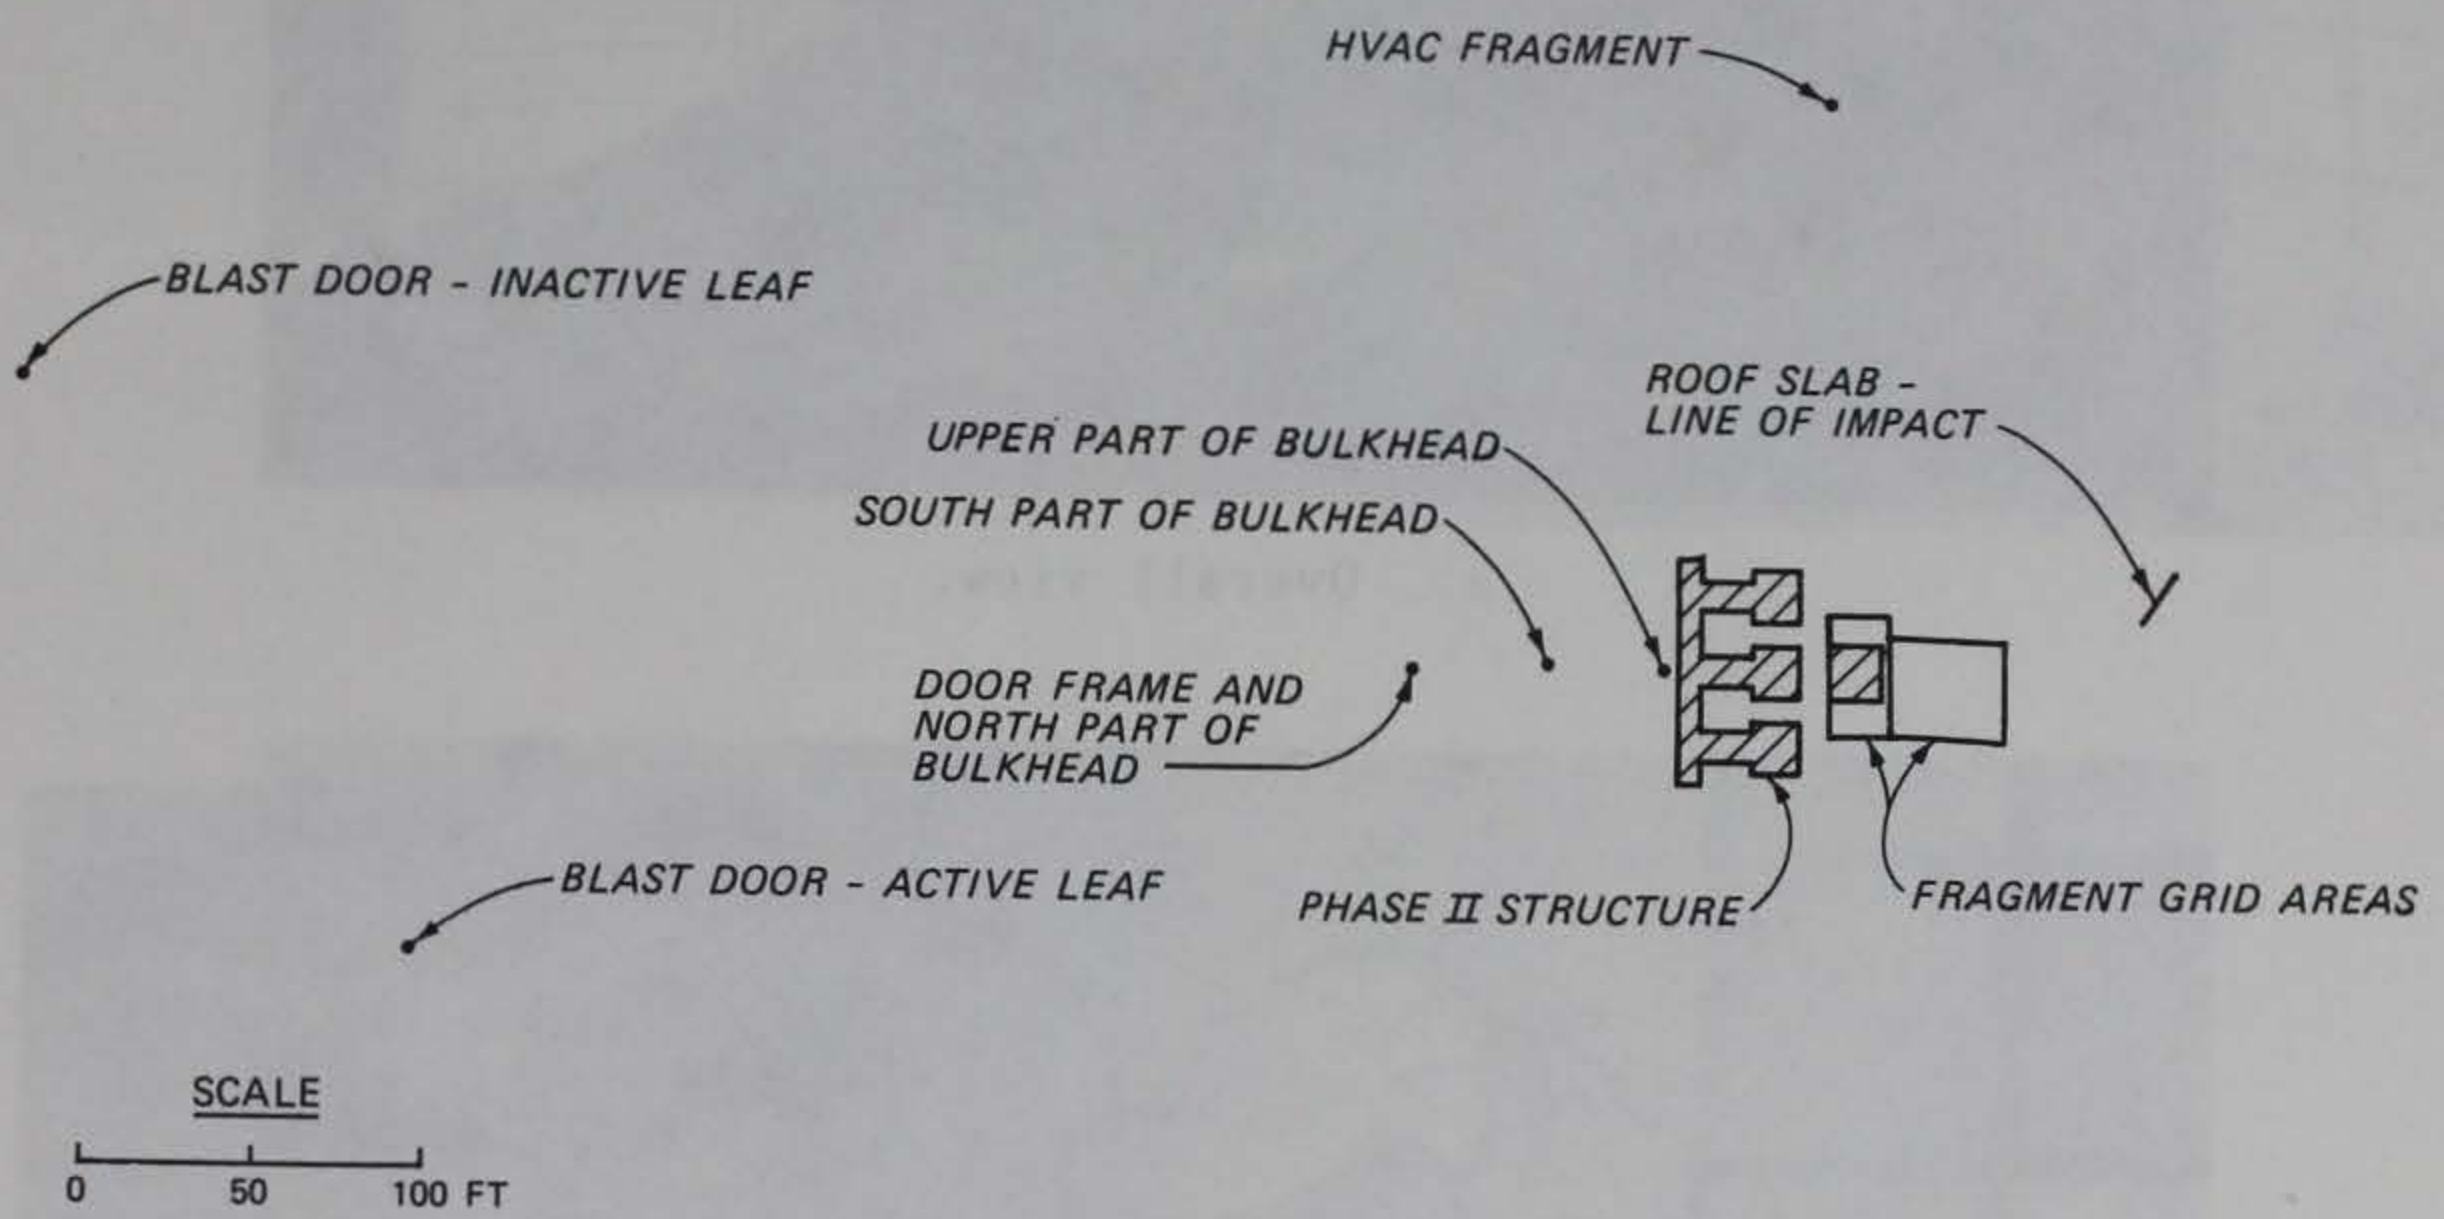 HVAC FRAGMENT
BLAST DOOR - INACTIVE LEAF
ROOF SLAB -
LINE OF IMPACT
UPPER PART OF BULKHEAD
SOUTH PART OF BULKHEAD
DOOR FRAME AND
NORTH PART OF
BULKHEAD
BLAST DOOR - ACTIVE LEAF
PHASE II STRUCTURE
FRAGMENT GRID AREAS
SCALE
0 50 100 FT
Overall view.